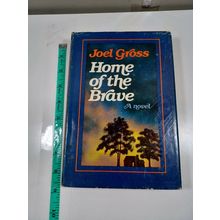 Joel Gross
Home
of the
Brave
A novel